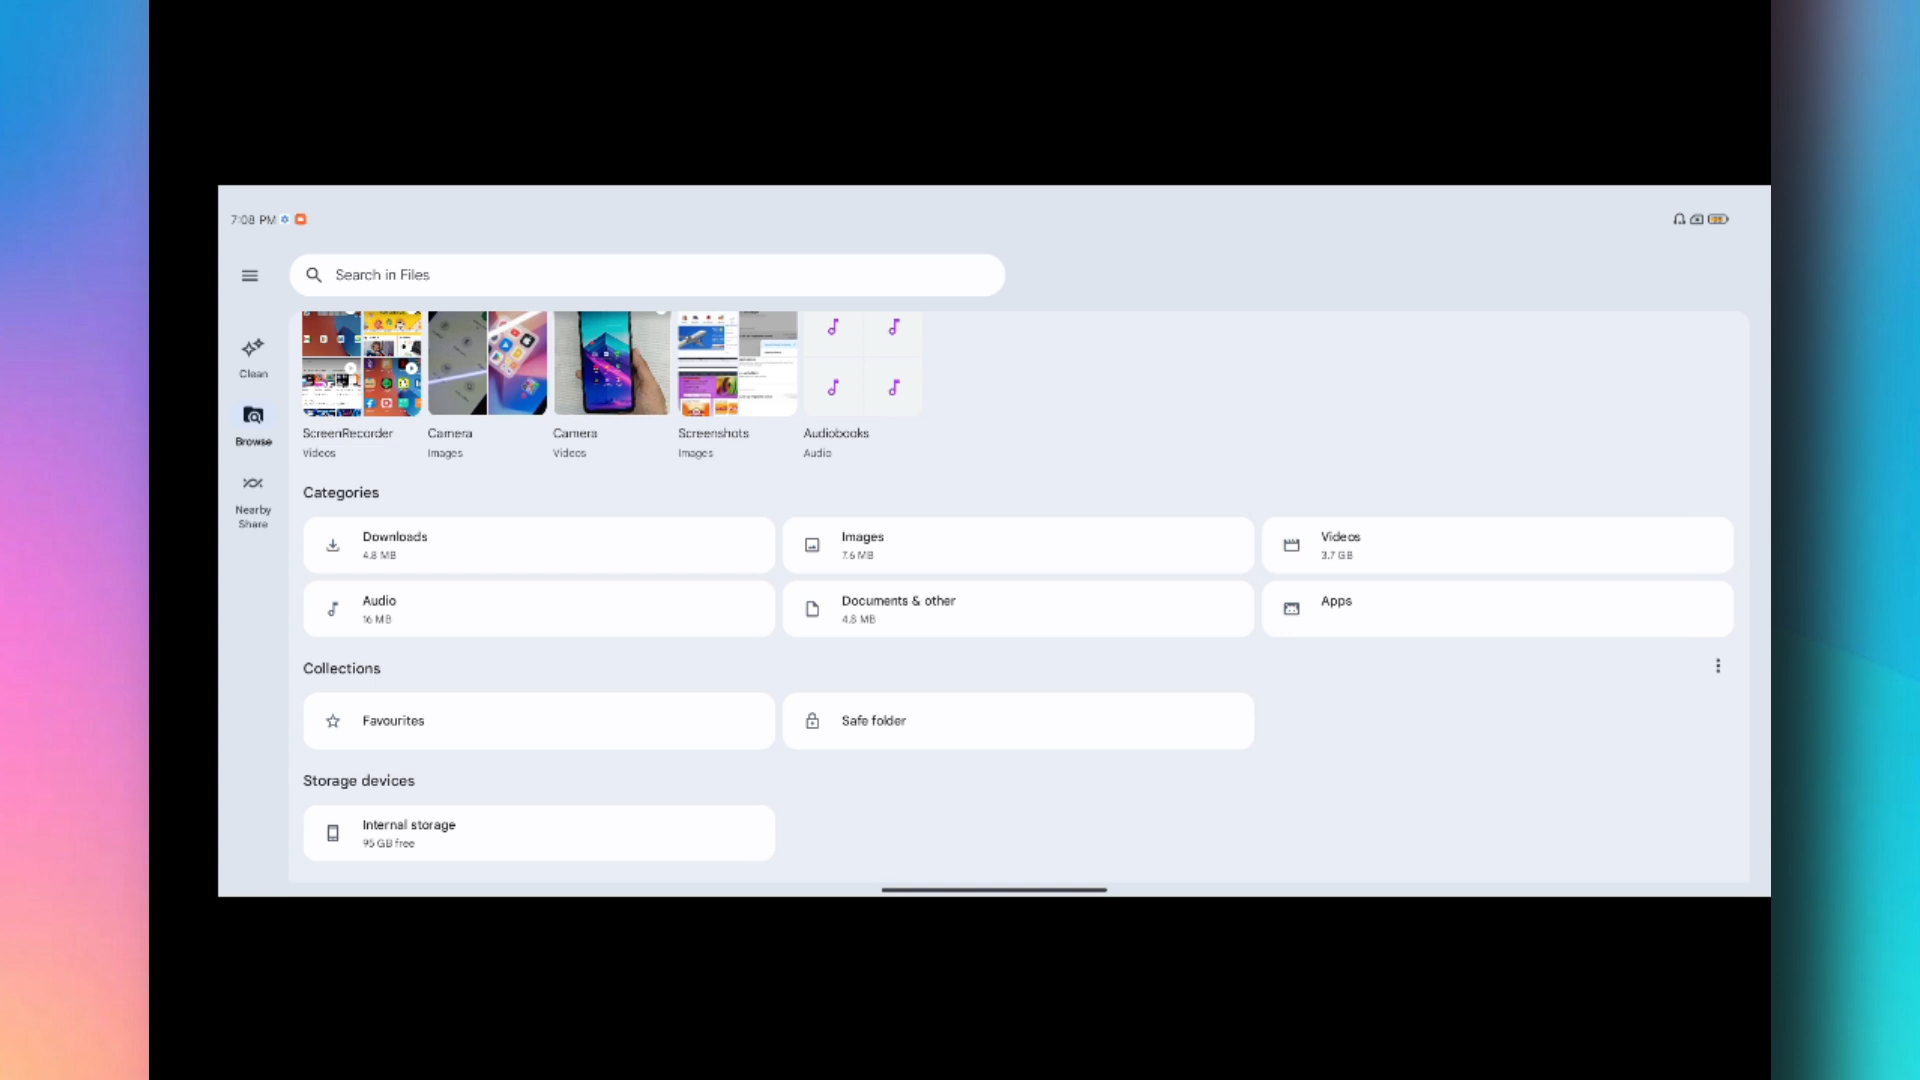 7:08 PM
Search in Files
Clean
Browse
Nearby
Share
ScreenRecorder
Videos
Camera
Images
Camera
Videos
Screenshots
Images
Audiobooks
Audio
Categories
Downloads
4.8 MB
Images
7.6 MB
Videos
3.7 GB
Audio
16 MB
Documents & other
4.8 MB
Apps
Collections
Favourites
Safe folder
Storage devices
Internal storage
95 GB free